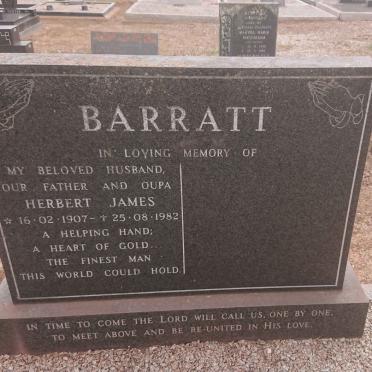 BARRATT
IN LOVING MEMORY OF
MY BELOVED HUSBAND,
OUR FATHER AND OUPA
HERBERT JAMES
☆ 16·02·1907 - ✝ 25·08·1982
A HELPING HAND;
A HEART OF GOLD..
THE FINEST MAN
THIS WORLD COULD HOLD.
IN TIME TO COME THE LORD WILL CALL US, ONE BY ONE,
TO MEET ABOVE AND BE RE-UNITED IN HIS LOVE.